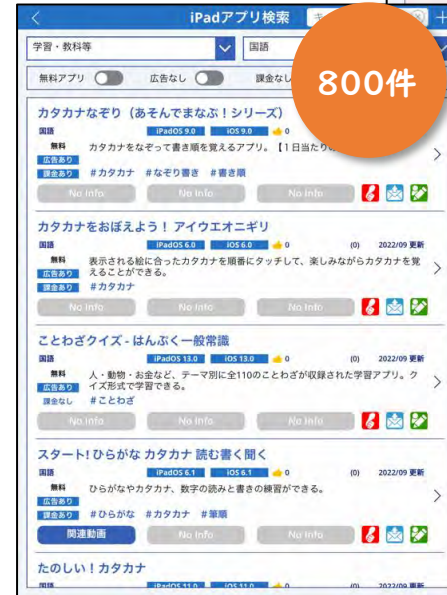 iPadアプリ検索
キ
学習・教科等
国語
無料アプリ
広告なし
課金なし
800件
カタカナなぞり（あそんでまなぶ！シリーズ）
国語 iPadOS 9.0 iOS 9.0 0
無料 カタカナをなぞって書き順を覚えるアプリ。【1日当たりの
広告あり
課金あり #カタカナ #なぞり書き #書き順
No Info No Info No Info
カタカナをおぼえよう！ アイウエオニギリ
国語 iPadOS 6.0 iOS 6.0 0 (0) 2022/09 更新
無料 表示される絵に合ったカタカナを順番にタッチして、楽しみながらカタカナを覚
広告あり えることができる。
課金あり #カタカナ
No Info No Info No Info
ことわざクイズ - はんぷく一般常識
国語 iPadOS 13.0 iOS 13.0 0 (0) 2022/09 更新
無料 人・動物・お金など、テーマ別に全110のことわざが収録された学習アプリ。ク
広告あり イズ形式で学習できる。
課金なし #ことわざ
No Info No Info No Info
スタート! ひらがな カタカナ 読む書く聞く
国語 iPadOS 6.1 iOS 6.1 0 (0) 2022/09 更新
無料 ひらがなやカタカナ、数字の読みと書きの練習ができる。
広告あり
課金あり #ひらがな #カタカナ #筆順
関連動画 No Info No Info
たのしい！カタカナ
国語 iPadOS 11.0 iOS 11.0 0 (0) 2022/09 更新